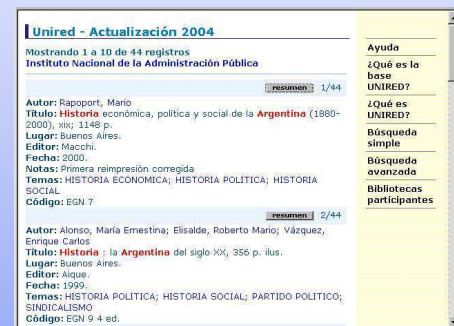 Unired - Actualización 2004
Mostrando 1 a 10 de 44 registros
Instituto Nacional de la Administración Pública
resumen 1/44
Autor: Rapoport, Mario
Título: Historia económica, política y social de la Argentina (1880-
2000), xix; 1148 p.
Lugar: Buenos Aires.
Editor: Macchi.
Fecha: 2000.
Notas: Primera reimpresión corregida
Temas: HISTORIA ECONOMICA; HISTORIA POLITICA; HISTORIA
SOCIAL
Código: EGN 7
resumen 2/44
Autor: Alonso, María Ernestina; Elisalde, Roberto Mario; Vázquez,
Enrique Carlos
Título: Historia : la Argentina del siglo XX, 356 p. ilus.
Lugar: Buenos Aires.
Editor: Aique.
Fecha: 1999.
Temas: HISTORIA POLITICA; HISTORIA SOCIAL; PARTIDO POLITICO;
SINDICALISMO
Código: EGN 9 4 ed.
Ayuda
¿Qué es la
base
UNIRED?
¿Qué es
UNIRED?
Búsqueda
simple
Búsqueda
avanzada
Bibliotecas
participantes